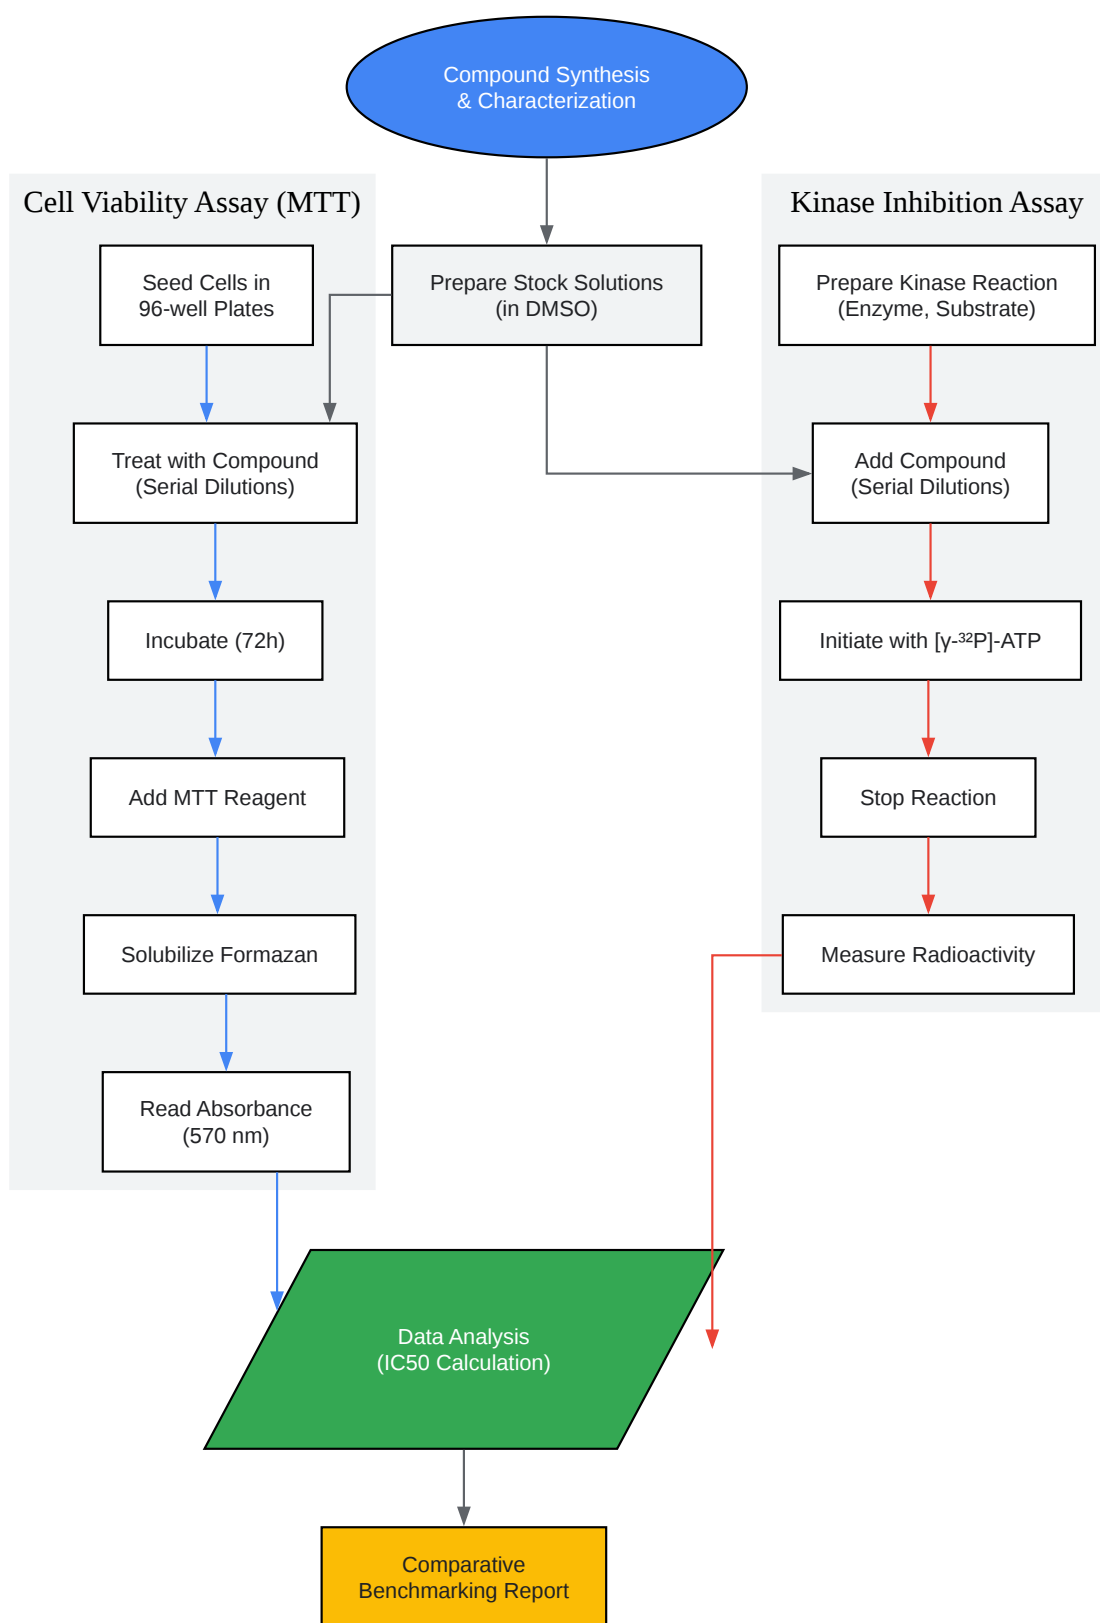 Compound Synthesis
& Characterization
Cell Viability Assay (MTT)
Kinase Inhibition Assay
Seed Cells in
96-well Plates
Prepare Stock Solutions
(in DMSO)
Prepare Kinase Reaction
(Enzyme, Substrate)
Treat with Compound
(Serial Dilutions)
Add Compound
(Serial Dilutions)
Incubate (72h)
Initiate with [γ-³²P]-ATP
Add MTT Reagent
Stop Reaction
Solubilize Formazan
Measure Radioactivity
Read Absorbance
(570 nm)
Data Analysis
(IC50 Calculation)
Comparative
Benchmarking Report